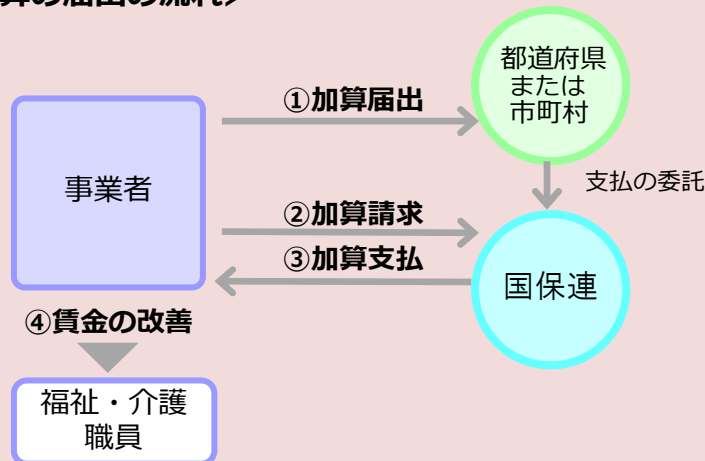 算の届出の流れ＞
都道府県
または
市町村
①加算届出
事業者
支払の委託
②加算請求
③加算支払
国保連
④賃金の改善
福祉・介護
職員